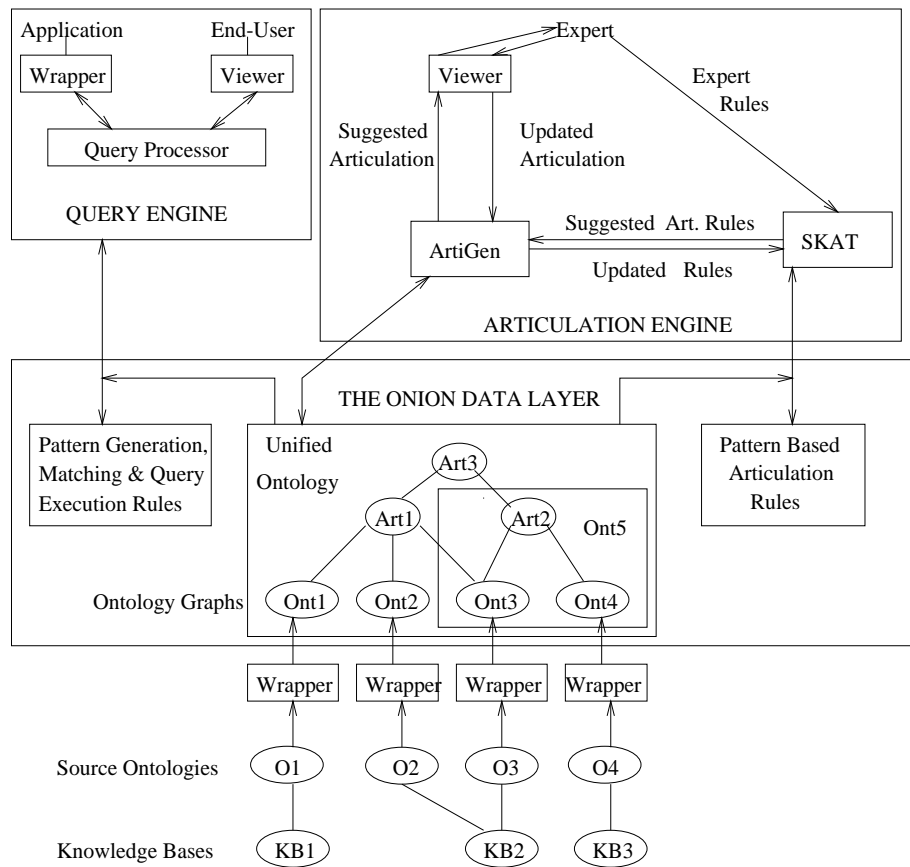 Application
End-User
Wrapper
Viewer
Query Processor
QUERY ENGINE
Expert
Viewer
Expert
Rules
Suggested
Articulation
Updated
Articulation
ArtiGen
Suggested Art. Rules
Updated Rules
SKAT
ARTICULATION ENGINE
THE ONION DATA LAYER
Pattern Generation,
Matching & Query
Execution Rules
Unified
Ontology
Art3
Art1
Art2
Ont5
Pattern Based
Articulation
Rules
Ontology Graphs
Ont1
Ont2
Ont3
Ont4
Wrapper
Wrapper
Wrapper
Wrapper
Source Ontologies
O1
O2
O3
O4
Knowledge Bases
KB1
KB2
KB3